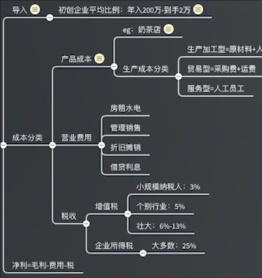 导入
初创企业平均比例：年入200万-到手2万
eg：奶茶店
产品成本
生产成本分类
生产加工型=原材料+人
贸易型=采购费+运费
服务型=人工员工
成本分类
营业费用
房租水电
管理销售
折旧摊销
借贷利息
税收
增值税
小规模纳税人：3%
个别行业：5%
壮大：6%-13%
企业所得税
大多数：25%
净利=毛利-费用-税